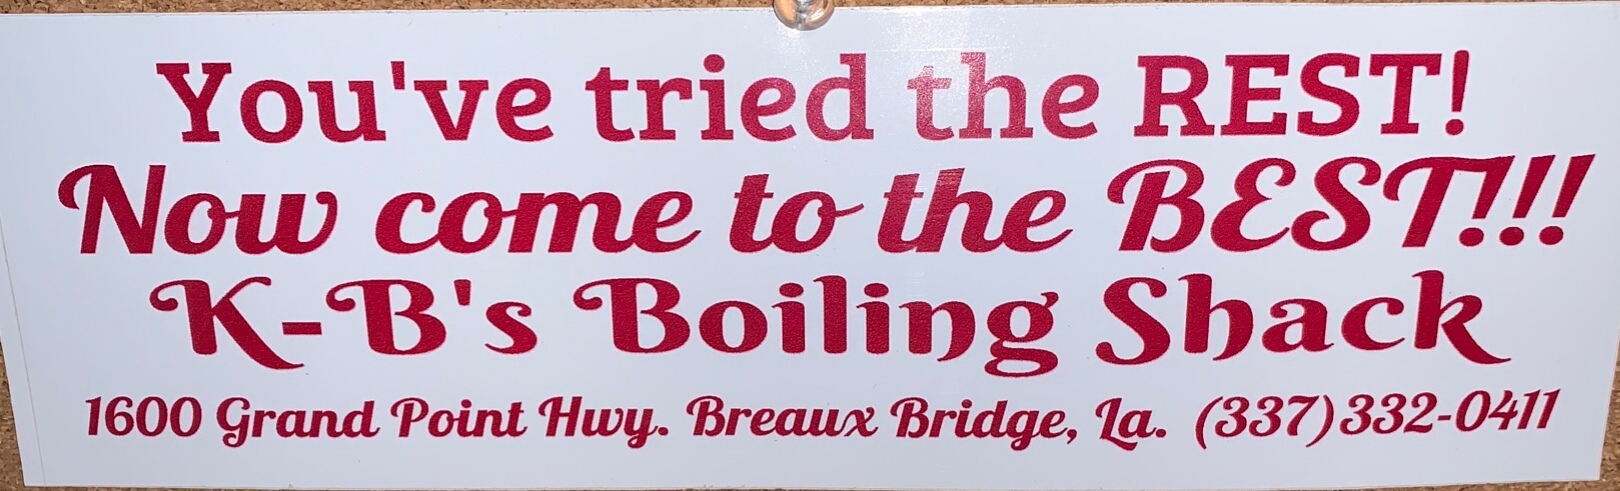 You've tried the REST!
Now come to the BEST!!!
K-B's Boiling Shack
1600 Grand Point Hwy. Breaux Bridge, La. (337)332-0411